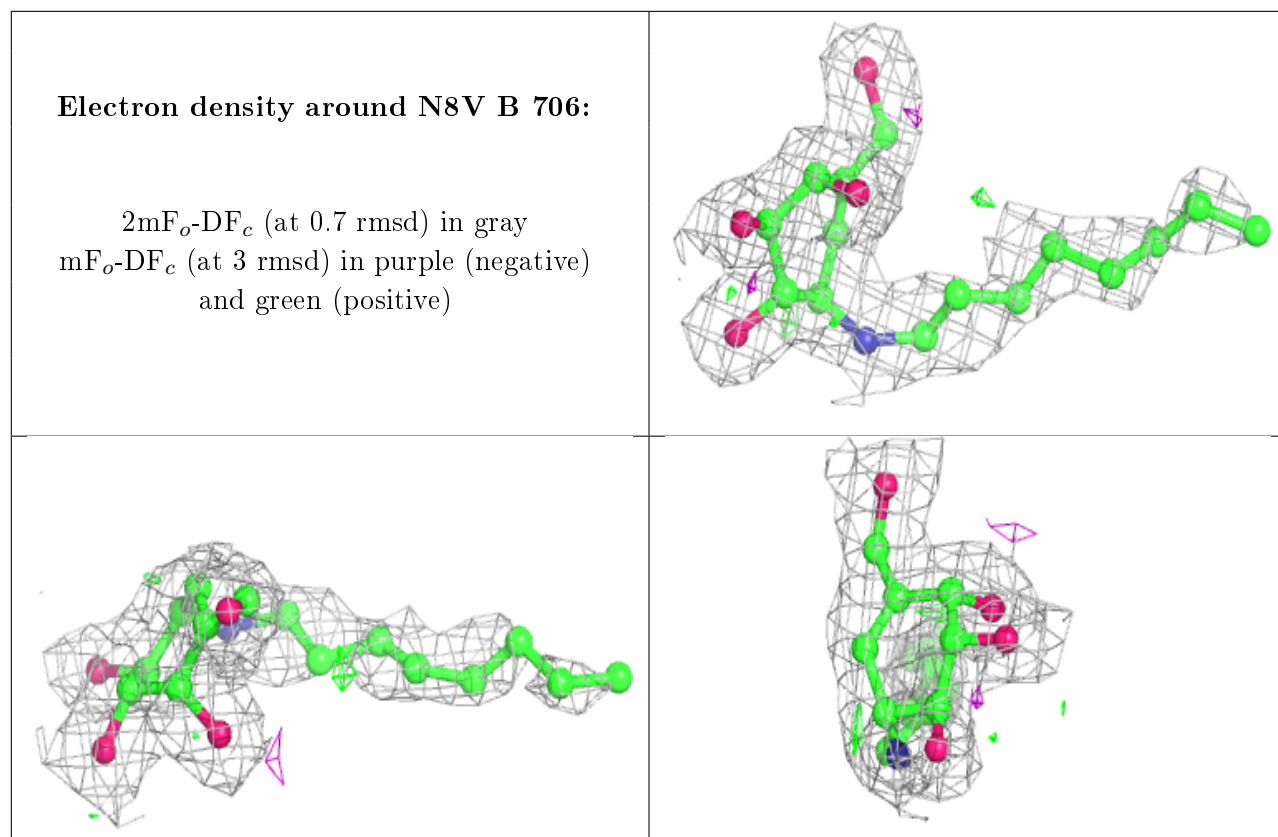 Electron density around N8V B 706:
2mFo-DFc (at 0.7 rmsd) in gray
mFo-DFc (at 3 rmsd) in purple (negative)
and green (positive)